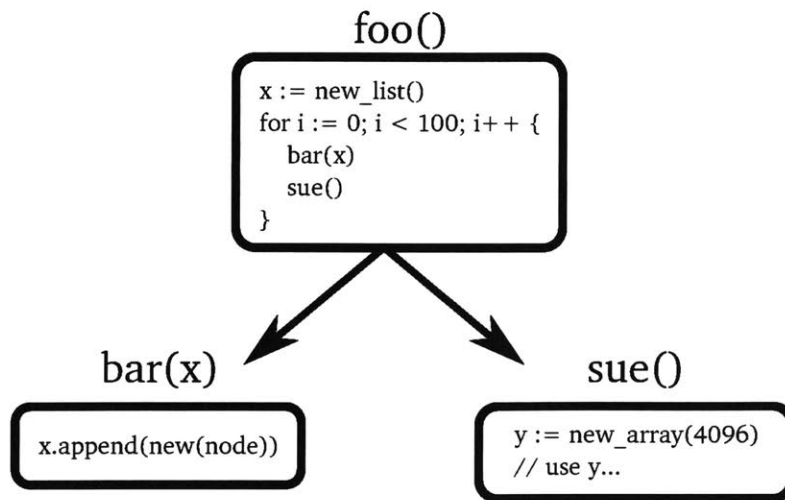 foo()
x := new_list()
for i := 0; i < 100; i++ {
bar(x)
sue()
}
bar(x)
x.append(new(node))
sue()
y := new_array(4096)
// use y...